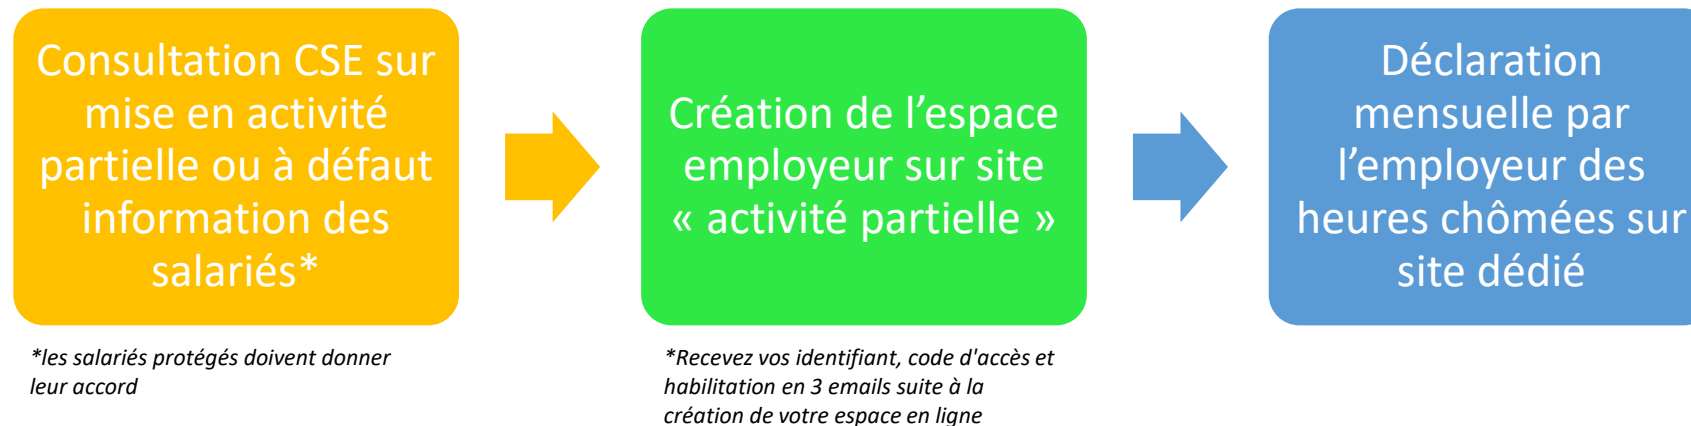 Consultation CSE sur
mise en activité
partielle ou à défaut
information des
salariés*
*les salariés protégés doivent donner
leur accord
Création de l’espace
employeur sur site
« activité partielle »
*Recevez vos identifiant, code d'accès et
habilitation en 3 emails suite à la
création de votre espace en ligne
Déclaration
mensuelle par
l’employeur des
heures chômées sur
site dédié